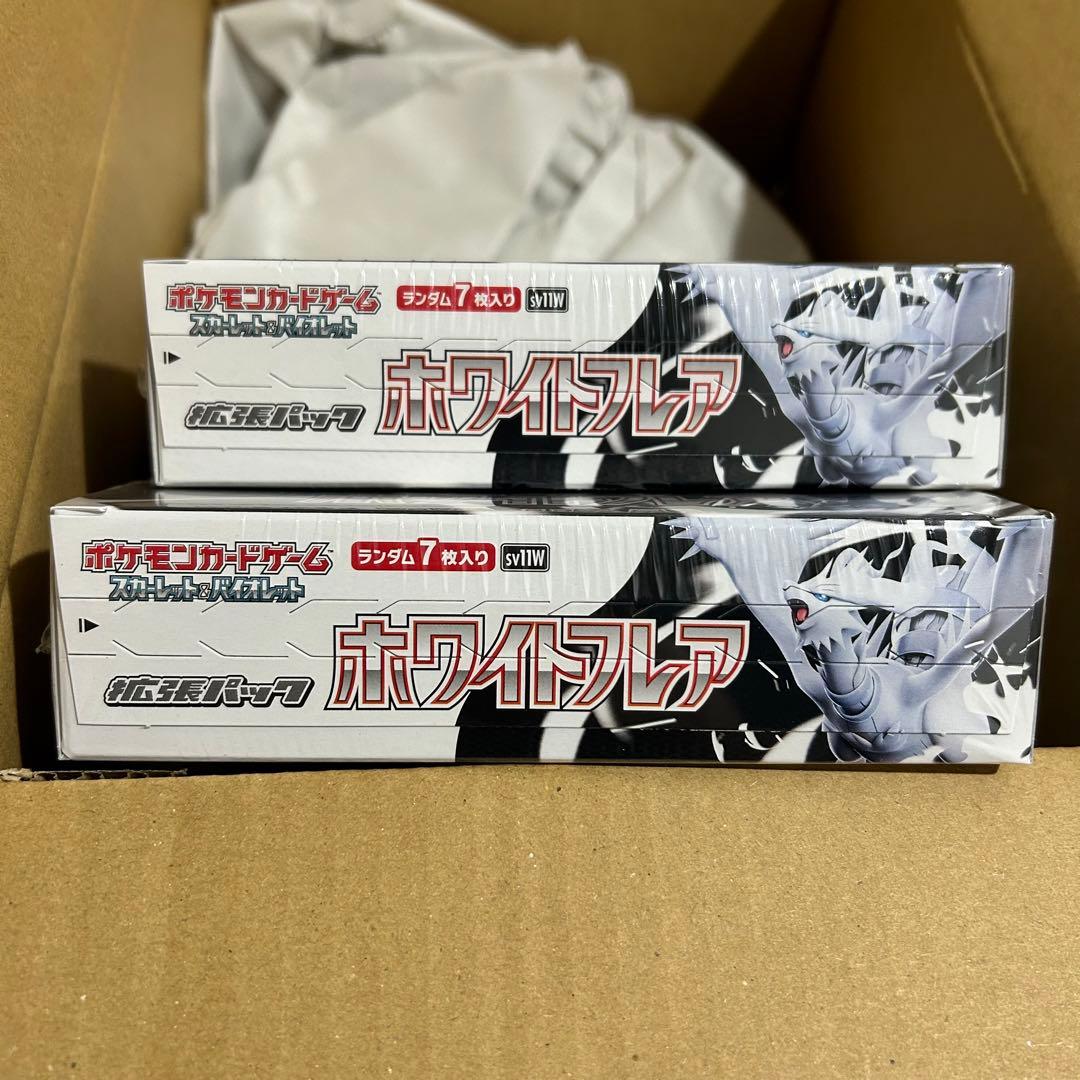 ポケモンカードゲーム
スカーレット&バイオレット
ランダム7枚入り
sv11W
拡張パック
ホワイトフレア
ポケモンカードゲーム
スカーレット&バイオレット
ランダム7枚入り
sv11W
拡張パック
ホワイトフレア